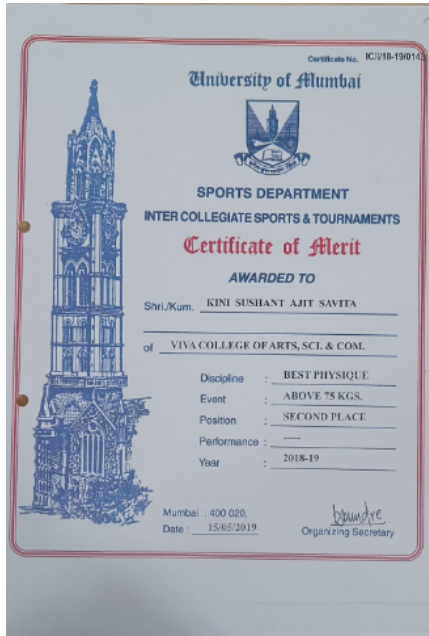 Certificate No. IC/I/18-19/0143
University of Mumbai
SPORTS DEPARTMENT
INTER COLLEGIATE SPORTS & TOURNAMENTS
Certificate of Merit
AWARDED TO
Shri./Kum. KINI SUSHANT AJIT SAVITA
of VIVA COLLEGE OF ARTS, SCI. & COM.
Discipline : BEST PHYSIQUE
Event : ABOVE 75 KGS.
Position : SECOND PLACE
Performance : -----
Year : 2018-19
Mumbai : 400 020.
Date : 15/05/2019
Organizing Secretary